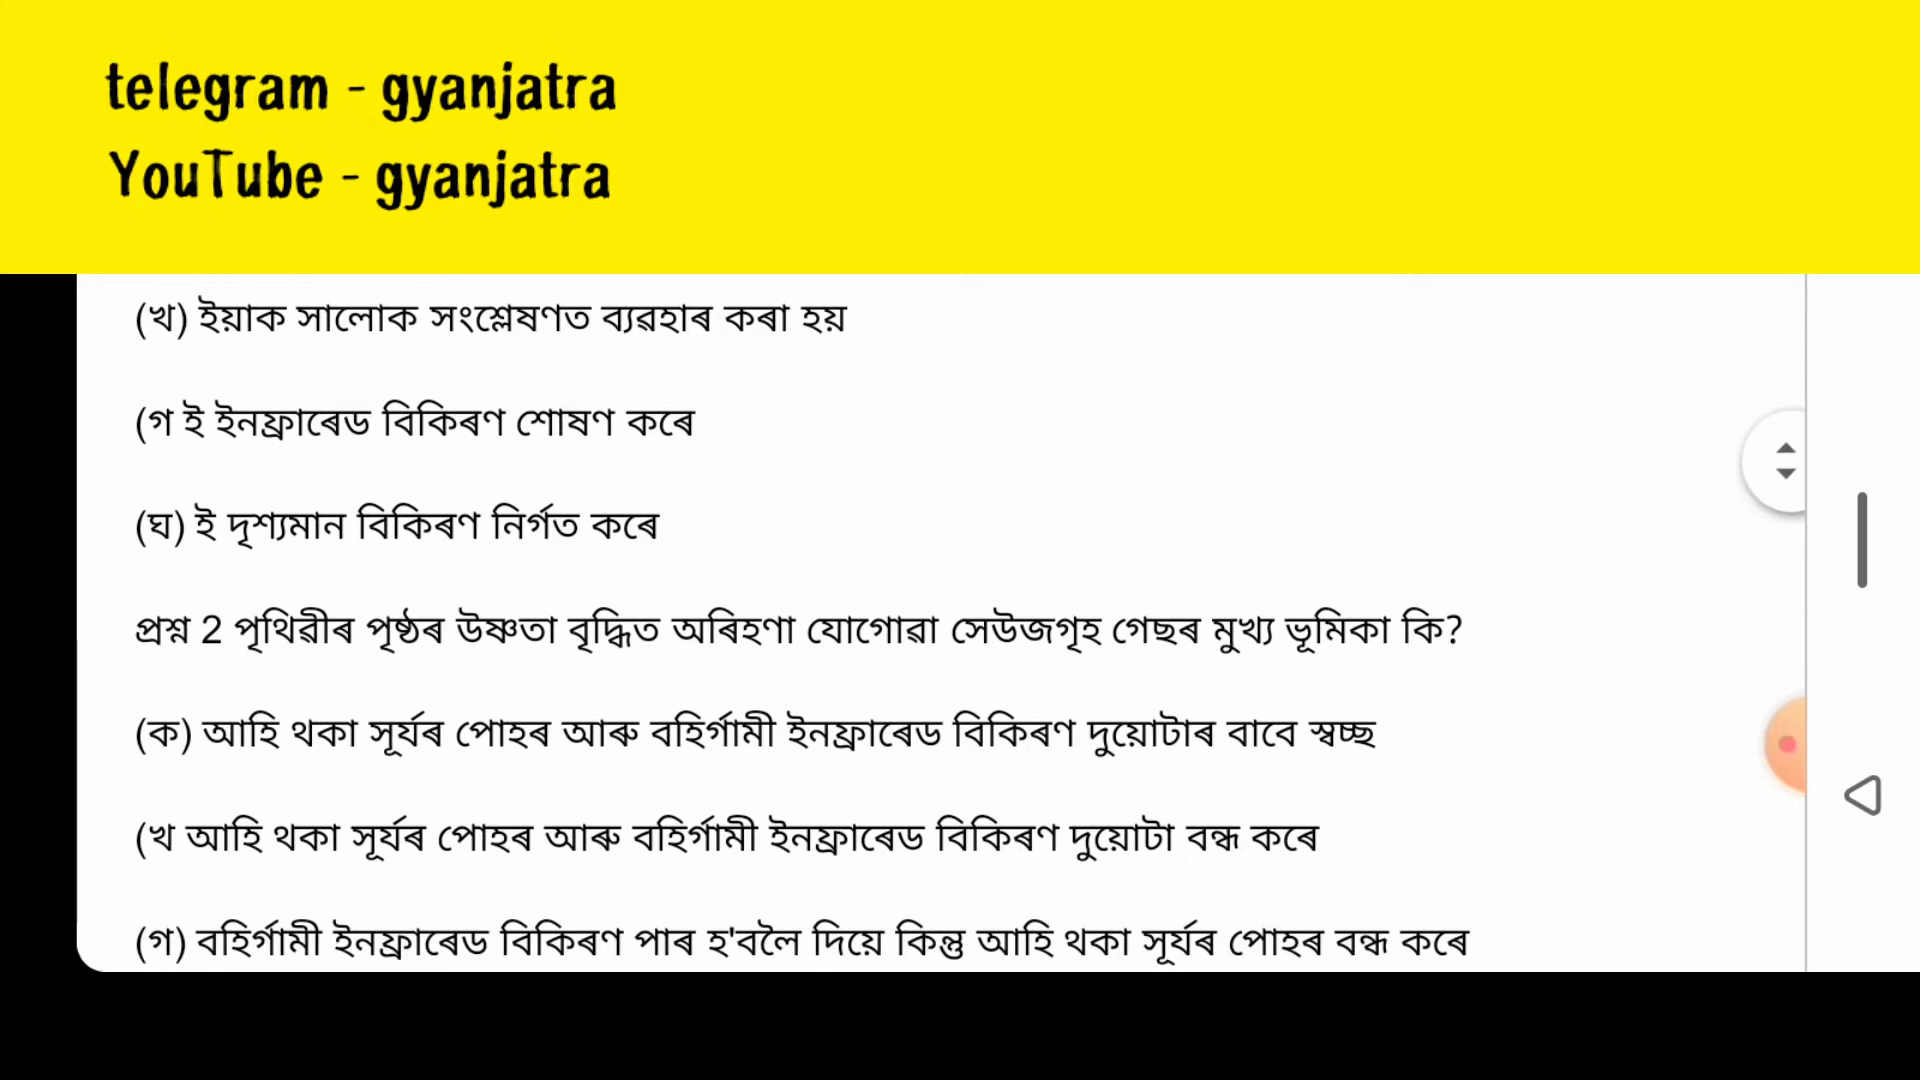 telegram - gyanjatra
YouTube - gyanjatra
(খ) ইয়াক সালোক সংশ্লেষণত ব্যৱহাৰ কৰা হয়
(গ ই ইনফ্ৰাৰেড বিকিৰণ শোষণ কৰে
(ঘ) ই দৃশ্যমান বিকিৰণ নিৰ্গত কৰে
প্ৰশ্ন 2 পৃথিৱীৰ পৃষ্ঠৰ উষ্ণতা বৃদ্ধিত অৰিহণা যোগোৱা সেউজগৃহ গেছৰ মুখ্য ভূমিকা কি?
(ক) আহি থকা সূৰ্যৰ পোহৰ আৰু বহিৰ্গামী ইনফ্ৰাৰেড বিকিৰণ দুয়োটাৰ বাবে স্বচ্ছ
(খ আহি থকা সূৰ্যৰ পোহৰ আৰু বহিৰ্গামী ইনফ্ৰাৰেড বিকিৰণ দুয়োটা বন্ধ কৰে
(গ) বহিৰ্গামী ইনফ্ৰাৰেড বিকিৰণ পাৰ হ'বলৈ দিয়ে কিন্তু আহি থকা সূৰ্যৰ পোহৰ বন্ধ কৰে